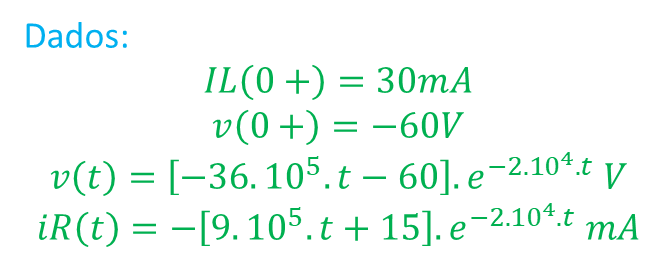 Dados:
IL(0 +) = 30mA
v(0 +) = −60V
v(t) = [−36. 10⁵. t − 60]. e⁻²·¹⁰⁴·ᵗ V
iR(t) = −[9. 10⁵. t + 15]. e⁻²·¹⁰⁴·ᵗ mA